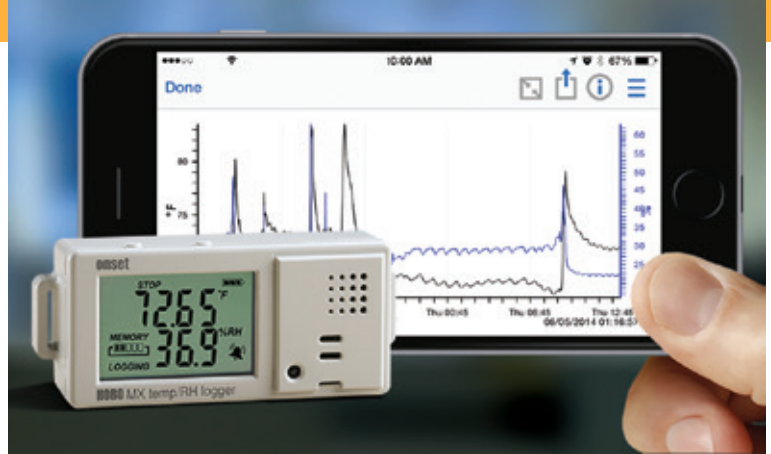 10:00 AM
67%
Done
80
°F
75
60
55
50
45
40
35
30
25
Thu 00:45
Thu 06:45
Thu 12:45
06/05/2014 01:16:57
onset
STOP
72.65 °F
MEMORY
36.9 %RH
LOGGING
HOBO MX temp/RH logger